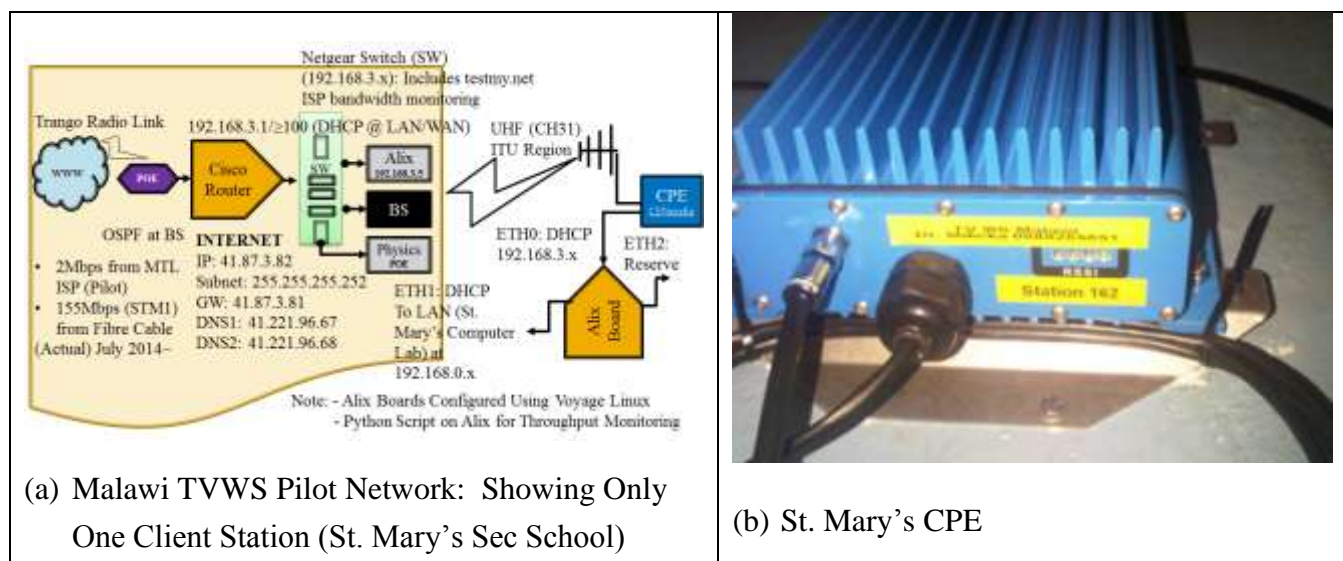 Netgear Switch (SW)
(192.168.3.x): Includes testmy.net
ISP bandwidth monitoring
Trango Radio Link
192.168.3.1/≥100 (DHCP @ LAN/WAN)
UHF (CH31)
ITU Region
www
POE
Cisco
Router
SW
Alix
192.168.3.5
BS
Physics
POE
CPE
OSPF at BS
• 2Mbps from MTL
ISP (Pilot)
• 155Mbps (STM1)
from Fibre Cable
(Actual) July 2014~
INTERNET
IP: 41.87.3.82
Subnet: 255.255.255.252
GW: 41.87.3.81
DNS1: 41.221.96.67
DNS2: 41.221.96.68
ETH0: DHCP
192.168.3.x
ETH2:
Reserve
ETH1: DHCP
To LAN (St.
Mary's Computer
Lab) at
192.168.0.x
Alix
Board
Note: - Alix Boards Configured Using Voyage Linux
- Python Script on Alix for Throughput Monitoring
(a) Malawi TVWS Pilot Network: Showing Only
One Client Station (St. Mary's Sec School)
TV WS Malawi
RSSI
Station 162
(b) St. Mary's CPE